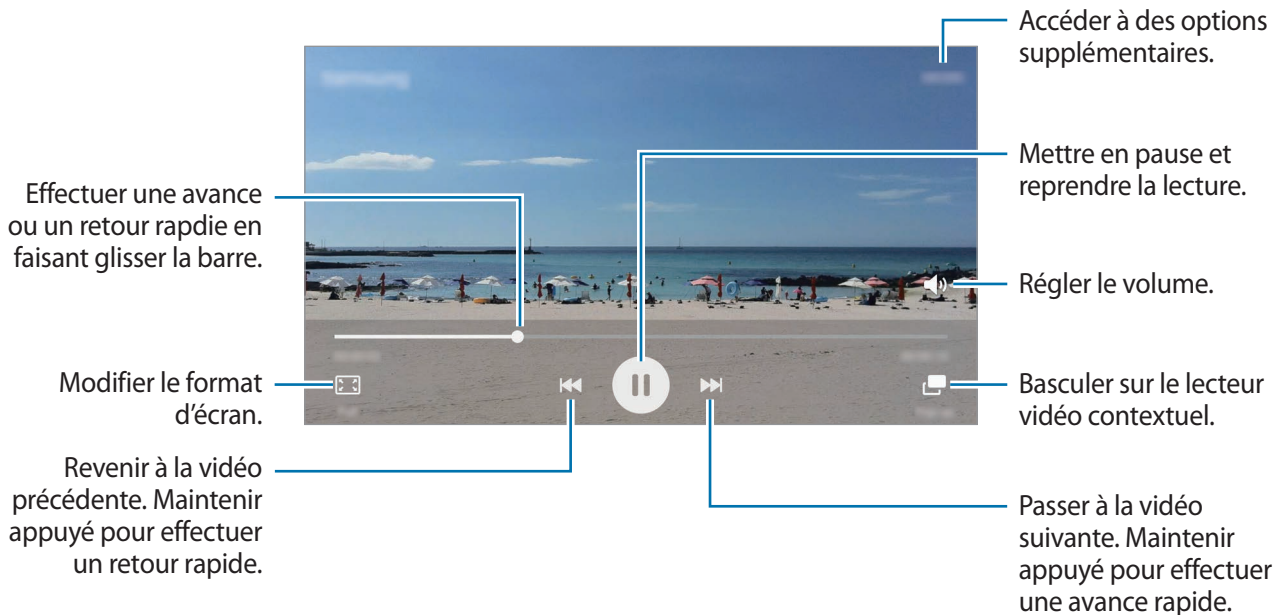 Accéder à des options
supplémentaires.
Mettre en pause et
reprendre la lecture.
Effectuer une avance
ou un retour rapdie en
faisant glisser la barre.
Régler le volume.
Modifier le format
d'écran.
Basculer sur le lecteur
vidéo contextuel.
Revenir à la vidéo
précédente. Maintenir
appuyé pour effectuer
un retour rapide.
Passer à la vidéo
suivante. Maintenir
appuyé pour effectuer
une avance rapide.